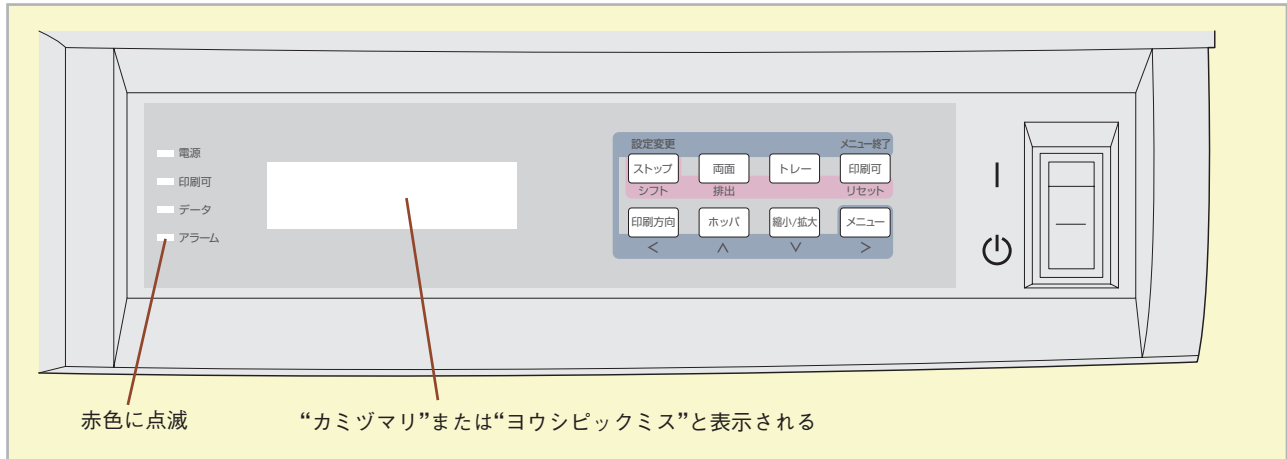 電源
印刷可
データ
アラーム
設定変更 メニュー終了
ストップ 両面 トレー 印刷可
シフト 排出 リセット
印刷方向 ホッパ 縮小/拡大 メニュー
< ∧ ∨ >
赤色に点滅
“カミヅマリ”または“ヨウシピックミス”と表示される